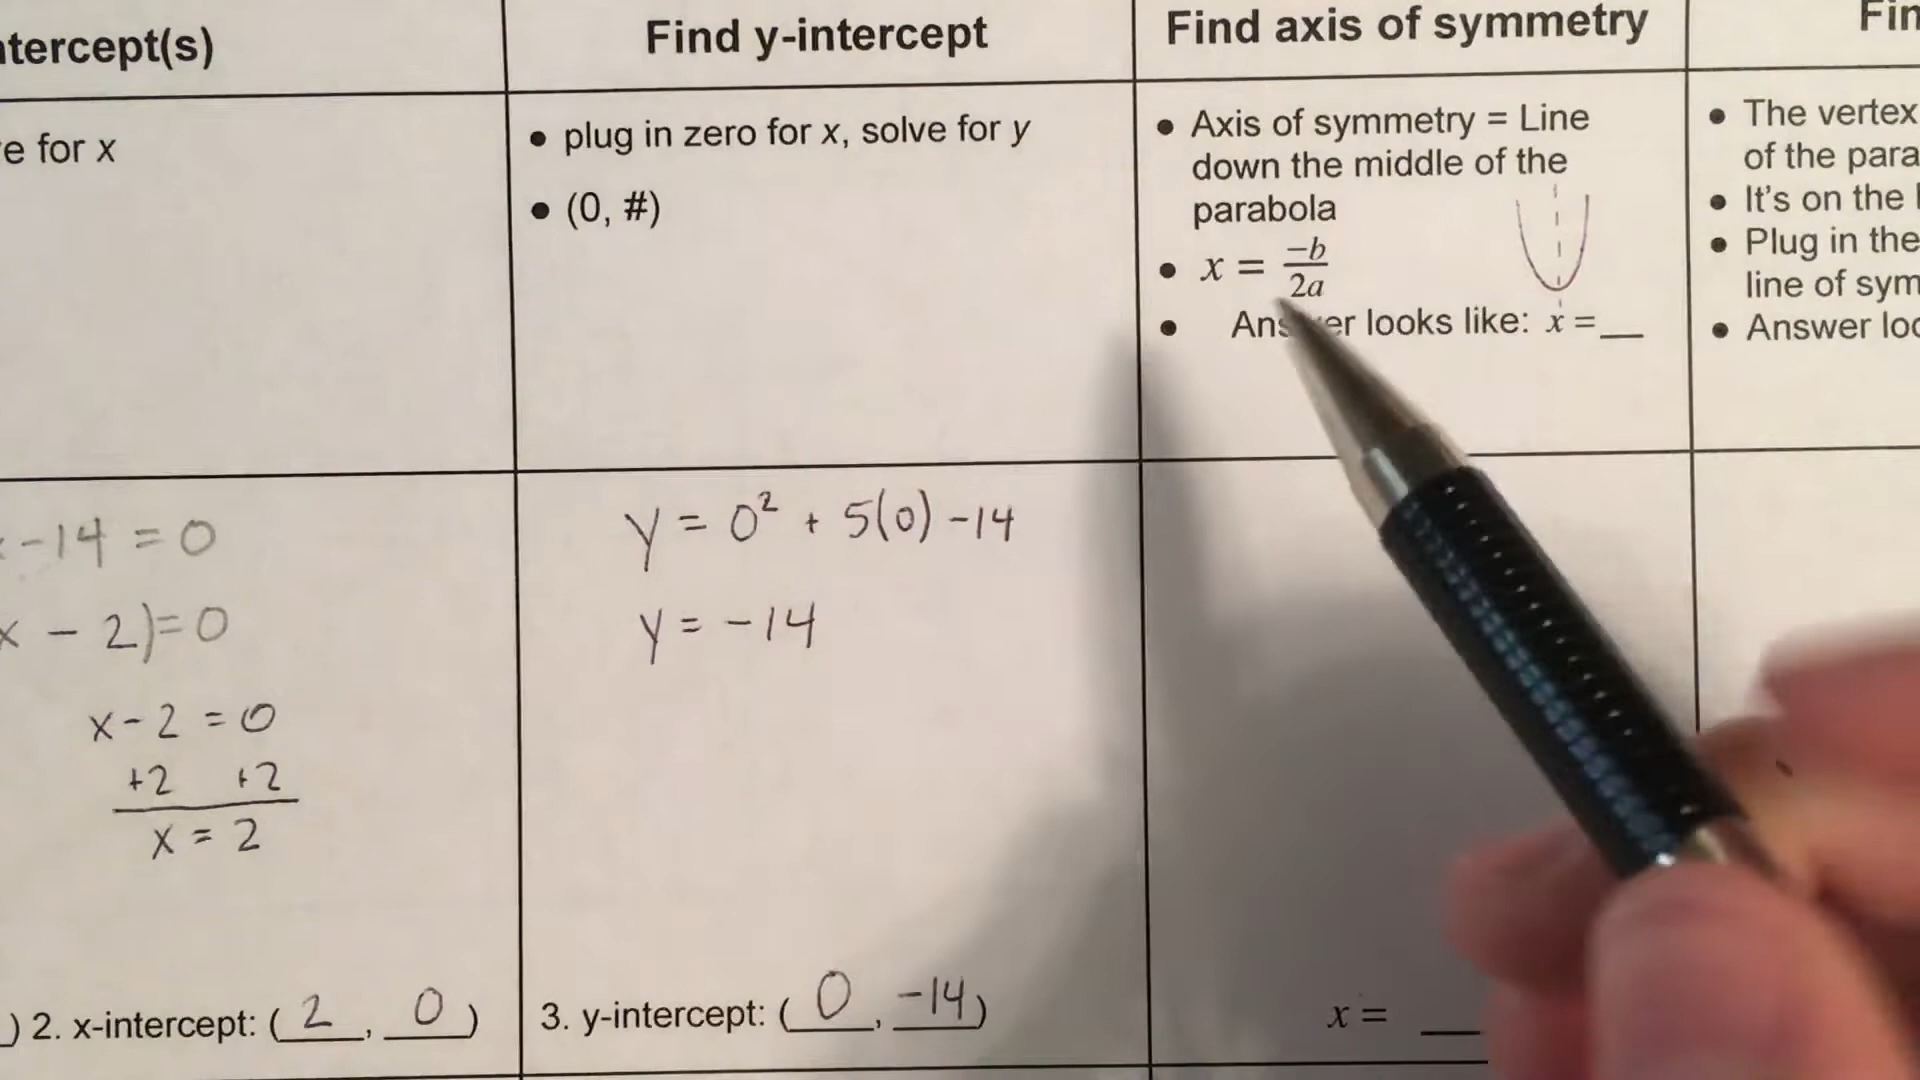 ntercept(s)
Find y-intercept
Find axis of symmetry
Fin
e for x
• plug in zero for x, solve for y
• (0, #)
• Axis of symmetry = Line
down the middle of the
parabola
• x = -b/2a
• Answer looks like: x = __
• The vertex
of the para
• It's on the l
• Plug in the
line of sym
• Answer loo
-14 = 0
x - 2)=0
x-2 = 0
+2 +2
x = 2
) 2. x-intercept: ( 2 , 0 )
y = 0² + 5(0) -14
y = -14
3. y-intercept: ( 0 , -14 )
x = __